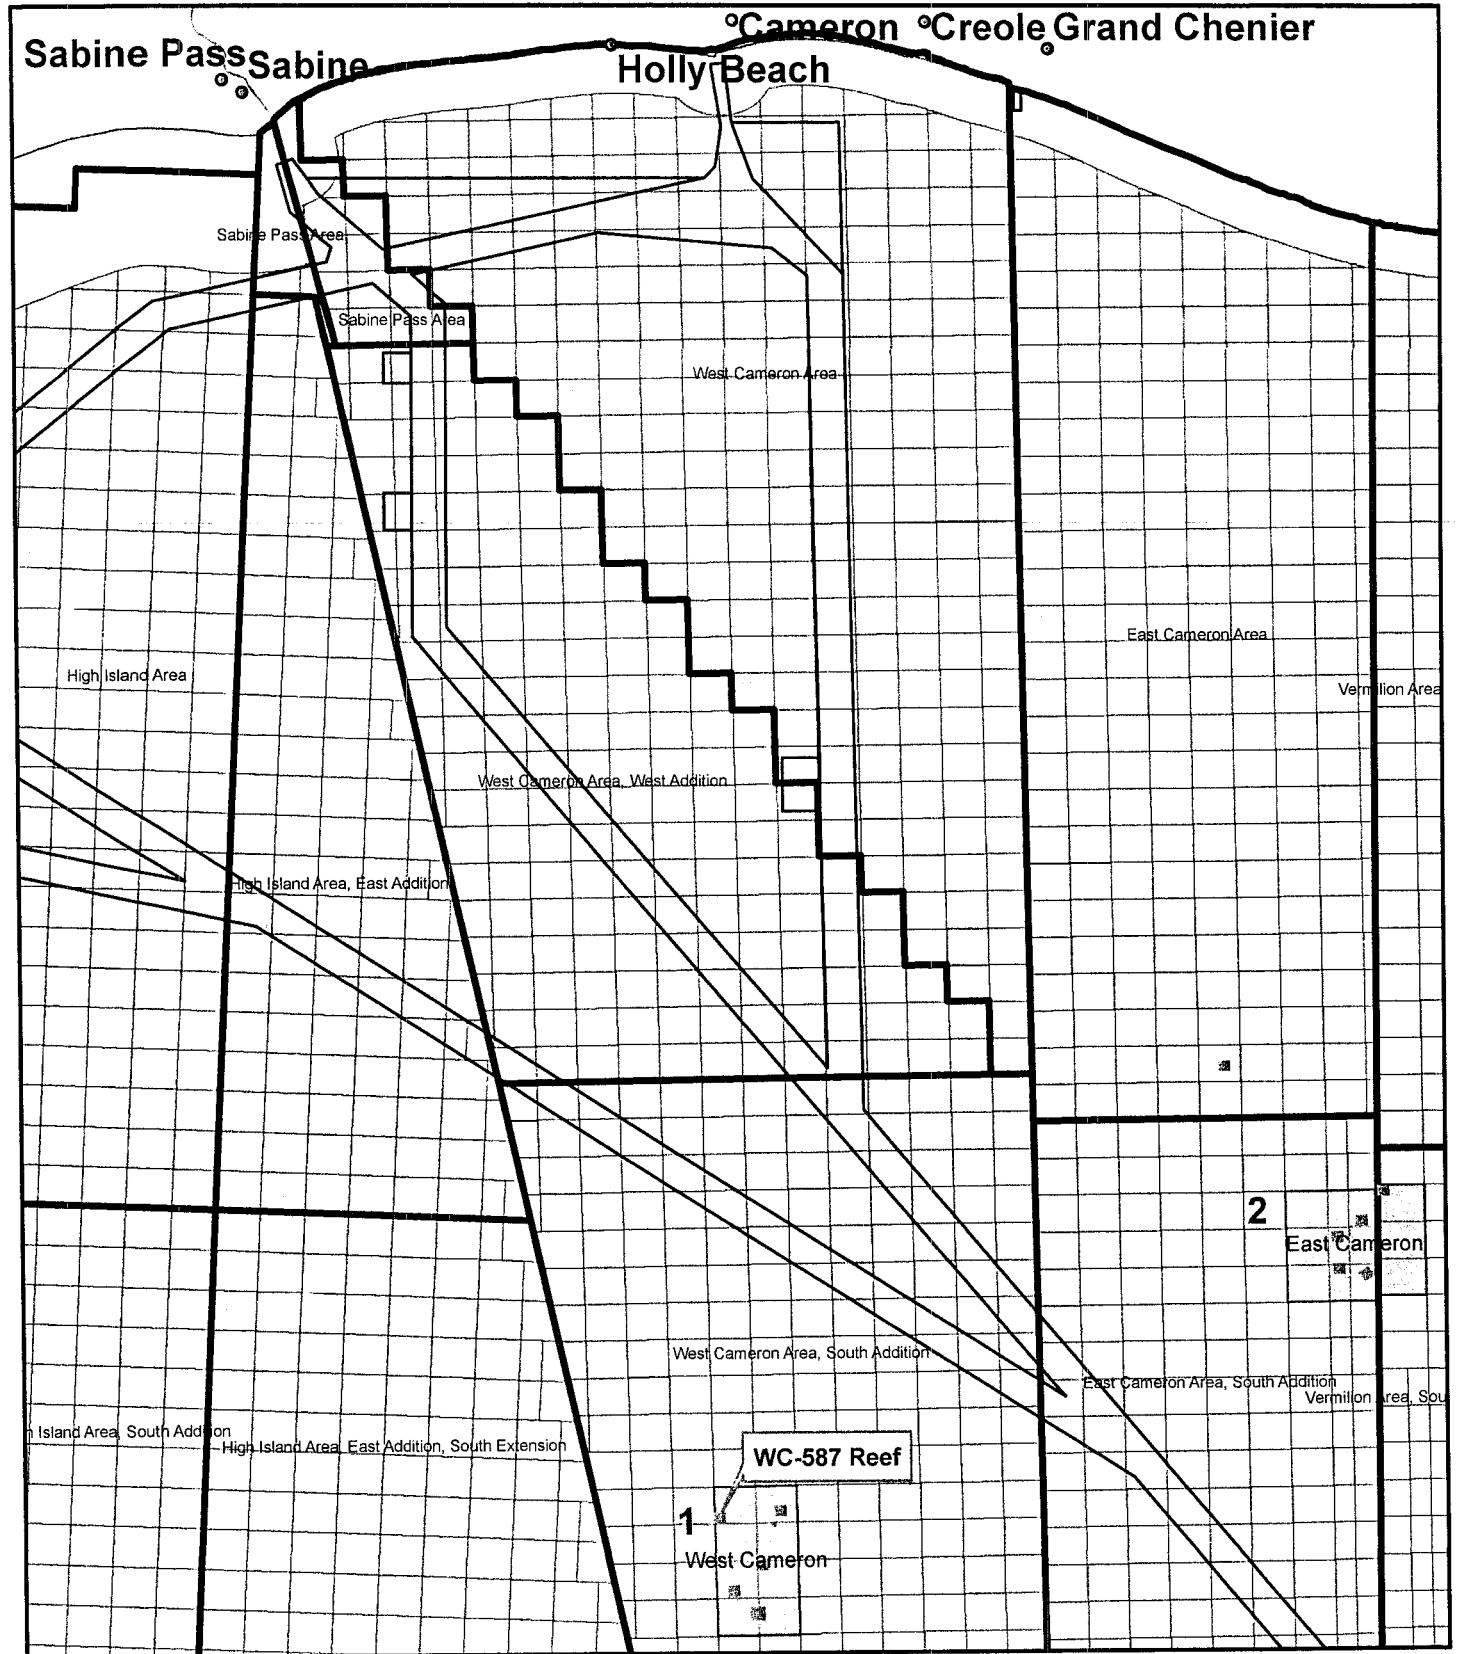 Cameron
Creole
Grand Chenier
Sabine Pass
Sabine
Holly Beach
Sabine Pass Area
Sabine Pass Area
West Cameron Area
East Cameron Area
High Island Area
Vermilion Area
West Cameron Area, West Addition
High Island Area, East Addition
2
East Cameron
West Cameron Area, South Addition
East Cameron Area, South Addition
Vermilion Area, Sou
h Island Area, South Addition
High Island Area, East Addition, South Extension
WC-587 Reef
1
West Cameron